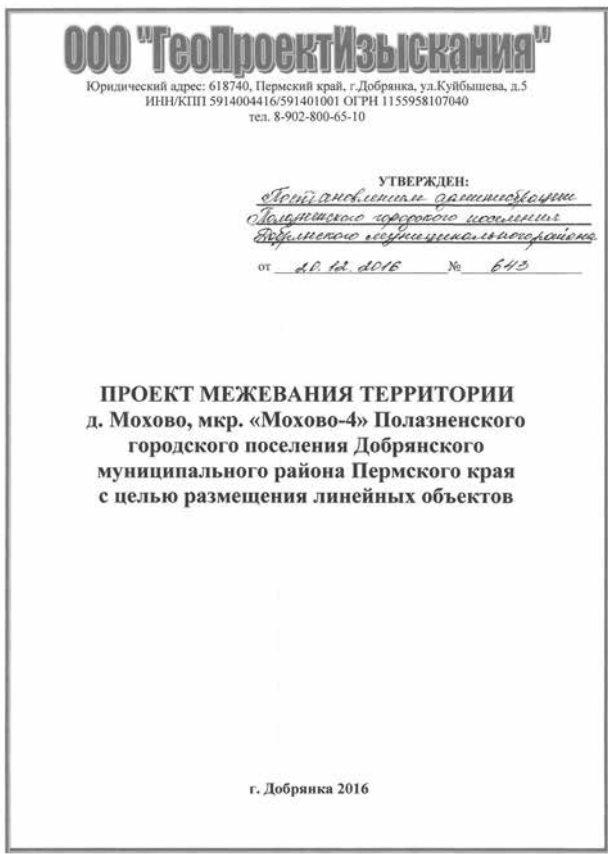 ООО "ГеоПроектИзыскания"
Юридический адрес: 618740, Пермский край, г.Добрянка, ул.Куйбышева, д.5
ИНН/КПП 5914004416/591401001 ОГРН 1155958107040
тел. 8-902-800-65-10
УТВЕРЖДЕН:
Постановлением администрации
Полазненского городского поселения
Добрянского муниципального района
от 20.12.2016 № 643
ПРОЕКТ МЕЖЕВАНИЯ ТЕРРИТОРИИ
д. Мохово, мкр. «Мохово-4» Полазненского
городского поселения Добрянского
муниципального района Пермского края
с целью размещения линейных объектов
г. Добрянка 2016